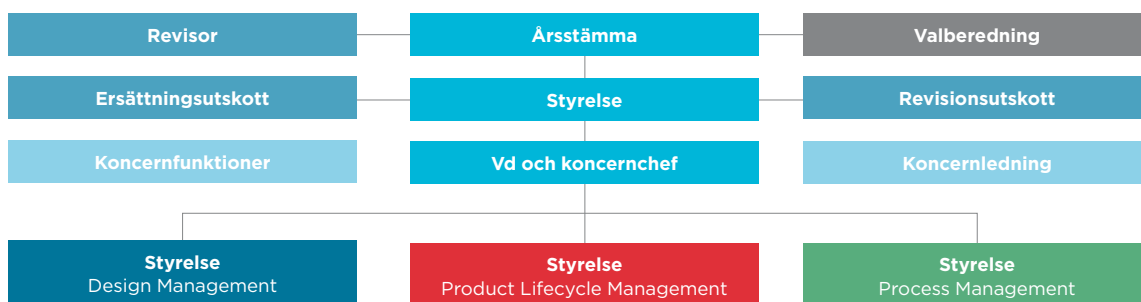 Revisor
Årsstämma
Valberedning
Ersättningsutskott
Styrelse
Revisionsutskott
Koncernfunktioner
Vd och koncernchef
Koncernledning
Styrelse
Design Management
Styrelse
Product Lifecycle Management
Styrelse
Process Management